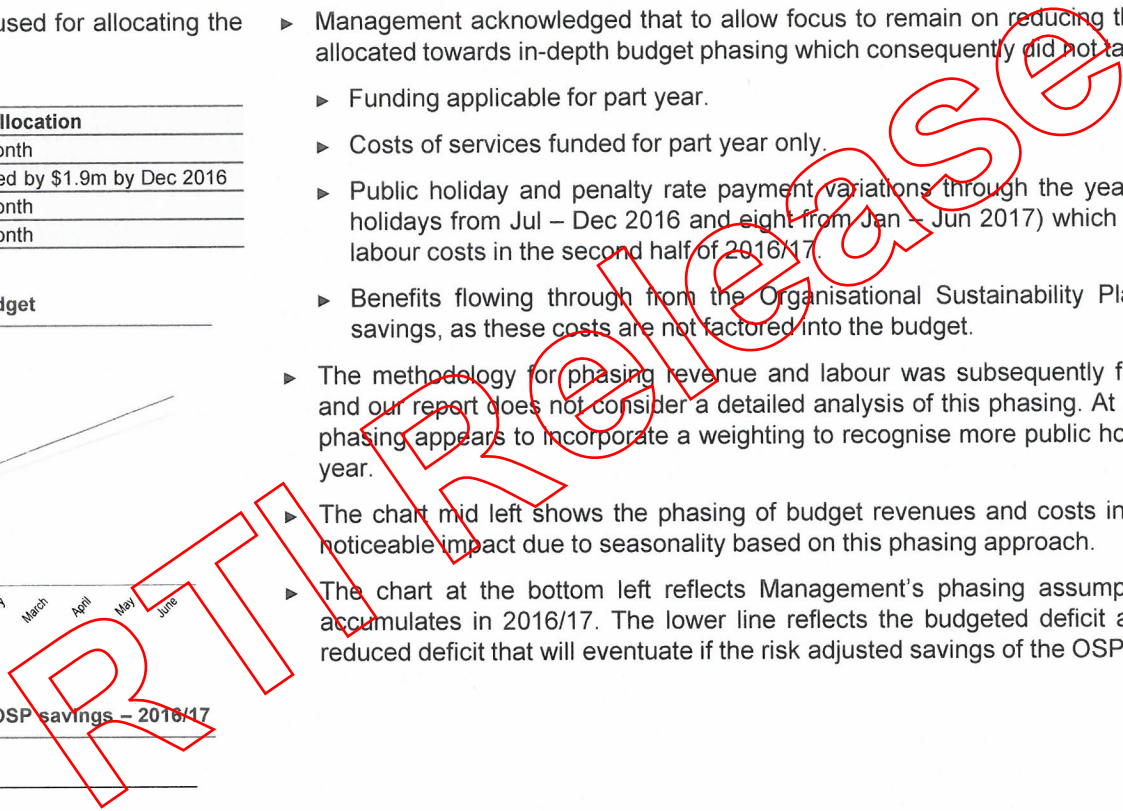 used for allocating the
llocation
onth
ed by $1.9m by Dec 2016
onth
onth
dget
March April May June
OSP savings – 2016/17
► Management acknowledged that to allow focus to remain on reducing th
allocated towards in-depth budget phasing which consequently did not ta
► Funding applicable for part year.
► Costs of services funded for part year only.
► Public holiday and penalty rate payment variations through the yea
holidays from Jul – Dec 2016 and eight from Jan – Jun 2017) which
labour costs in the second half of 2016/17.
► Benefits flowing through from the Organisational Sustainability Pla
savings, as these costs are not factored into the budget.
► The methodology for phasing revenue and labour was subsequently f
and our report does not consider a detailed analysis of this phasing. At
phasing appears to incorporate a weighting to recognise more public ho
year.
► The chart mid left shows the phasing of budget revenues and costs in
noticeable impact due to seasonality based on this phasing approach.
► The chart at the bottom left reflects Management's phasing assump
accumulates in 2016/17. The lower line reflects the budgeted deficit a
reduced deficit that will eventuate if the risk adjusted savings of the OSP
RTI Release